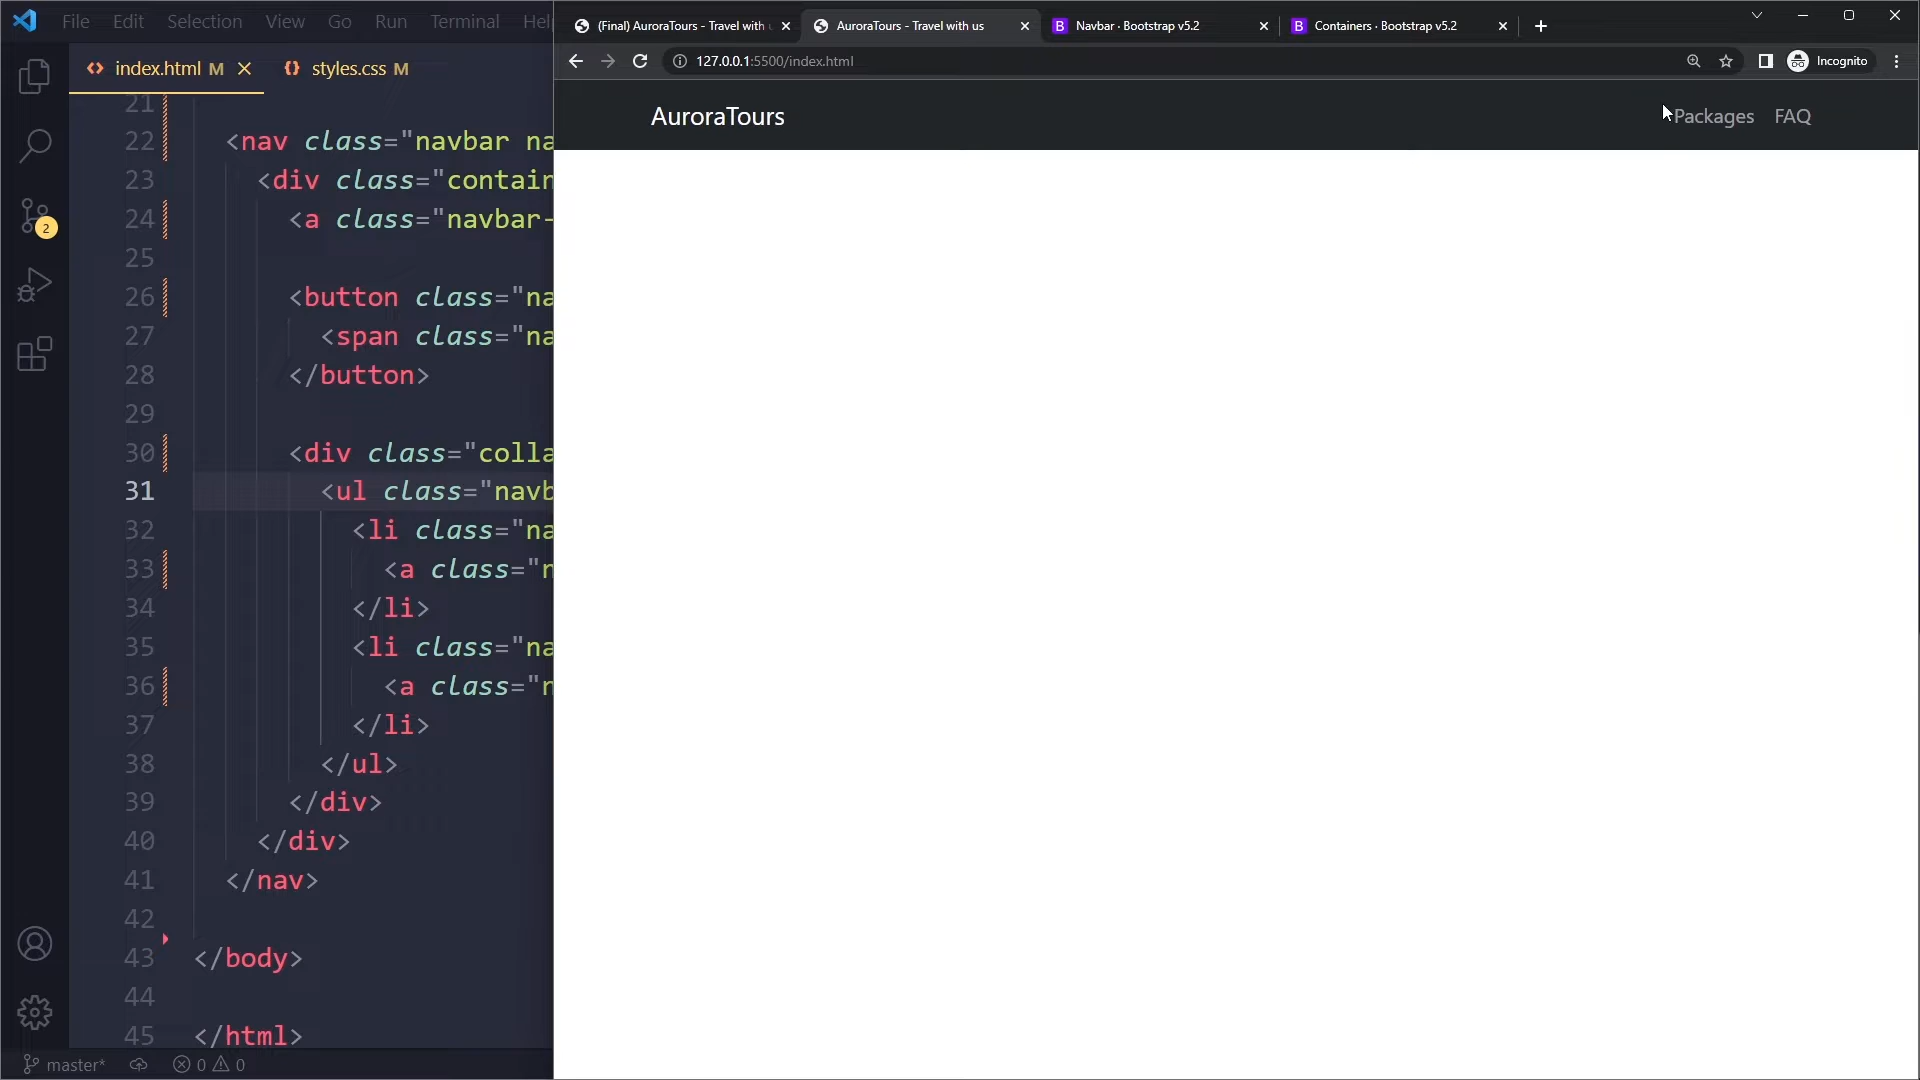 File Edit Selection View Go Run Terminal Hel
index.html M
styles.css M
21
22 <nav class="navbar na
23 <div class="contain
24 <a class="navbar-
25
26 <button class="na
27 <span class="na
28 </button>
29
30 <div class="colla
31 <ul class="navb
32 <li class="na
33 <a class="n
34 </li>
35 <li class="na
36 <a class="n
37 </li>
38 </ul>
39 </div>
40 </div>
41 </nav>
42
43 </body>
44
45 </html>
2
master* 0 0
(Final) AuroraTours - Travel with
AuroraTours - Travel with us
B Navbar · Bootstrap v5.2
B Containers · Bootstrap v5.2
127.0.0.1:5500/index.html
Incognito
AuroraTours
Packages FAQ